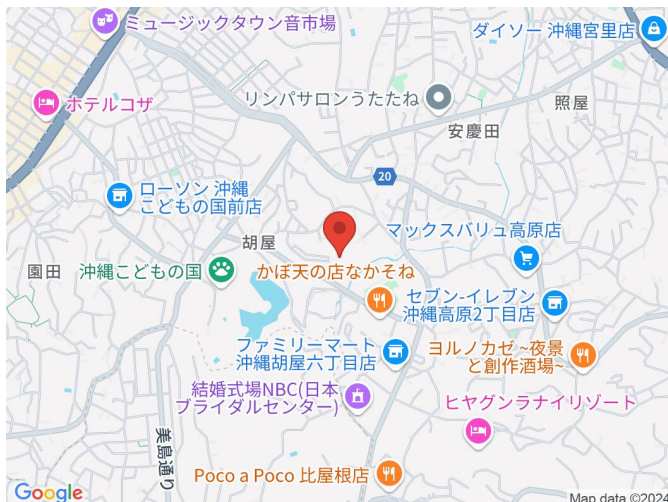 ミュージックタウン音市場
ダイソー 沖縄宮里店
ホテルコザ
リンパサロンうたたね
照屋
安慶田
20
ローソン 沖縄
こどもの国前店
胡屋
マックスバリュ高原店
園田
沖縄こどもの国
かぼ天の店なかそね
セブン-イレブン
沖縄高原2丁目店
ファミリーマート
沖縄胡屋六丁目店
ヨルノカゼ ~夜景
と創作酒場~
結婚式場NBC(日本
ブライダルセンター)
ヒヤグンラナイリゾート
美島通り
Poco a Poco 比屋根店
Google
Map data ©2024